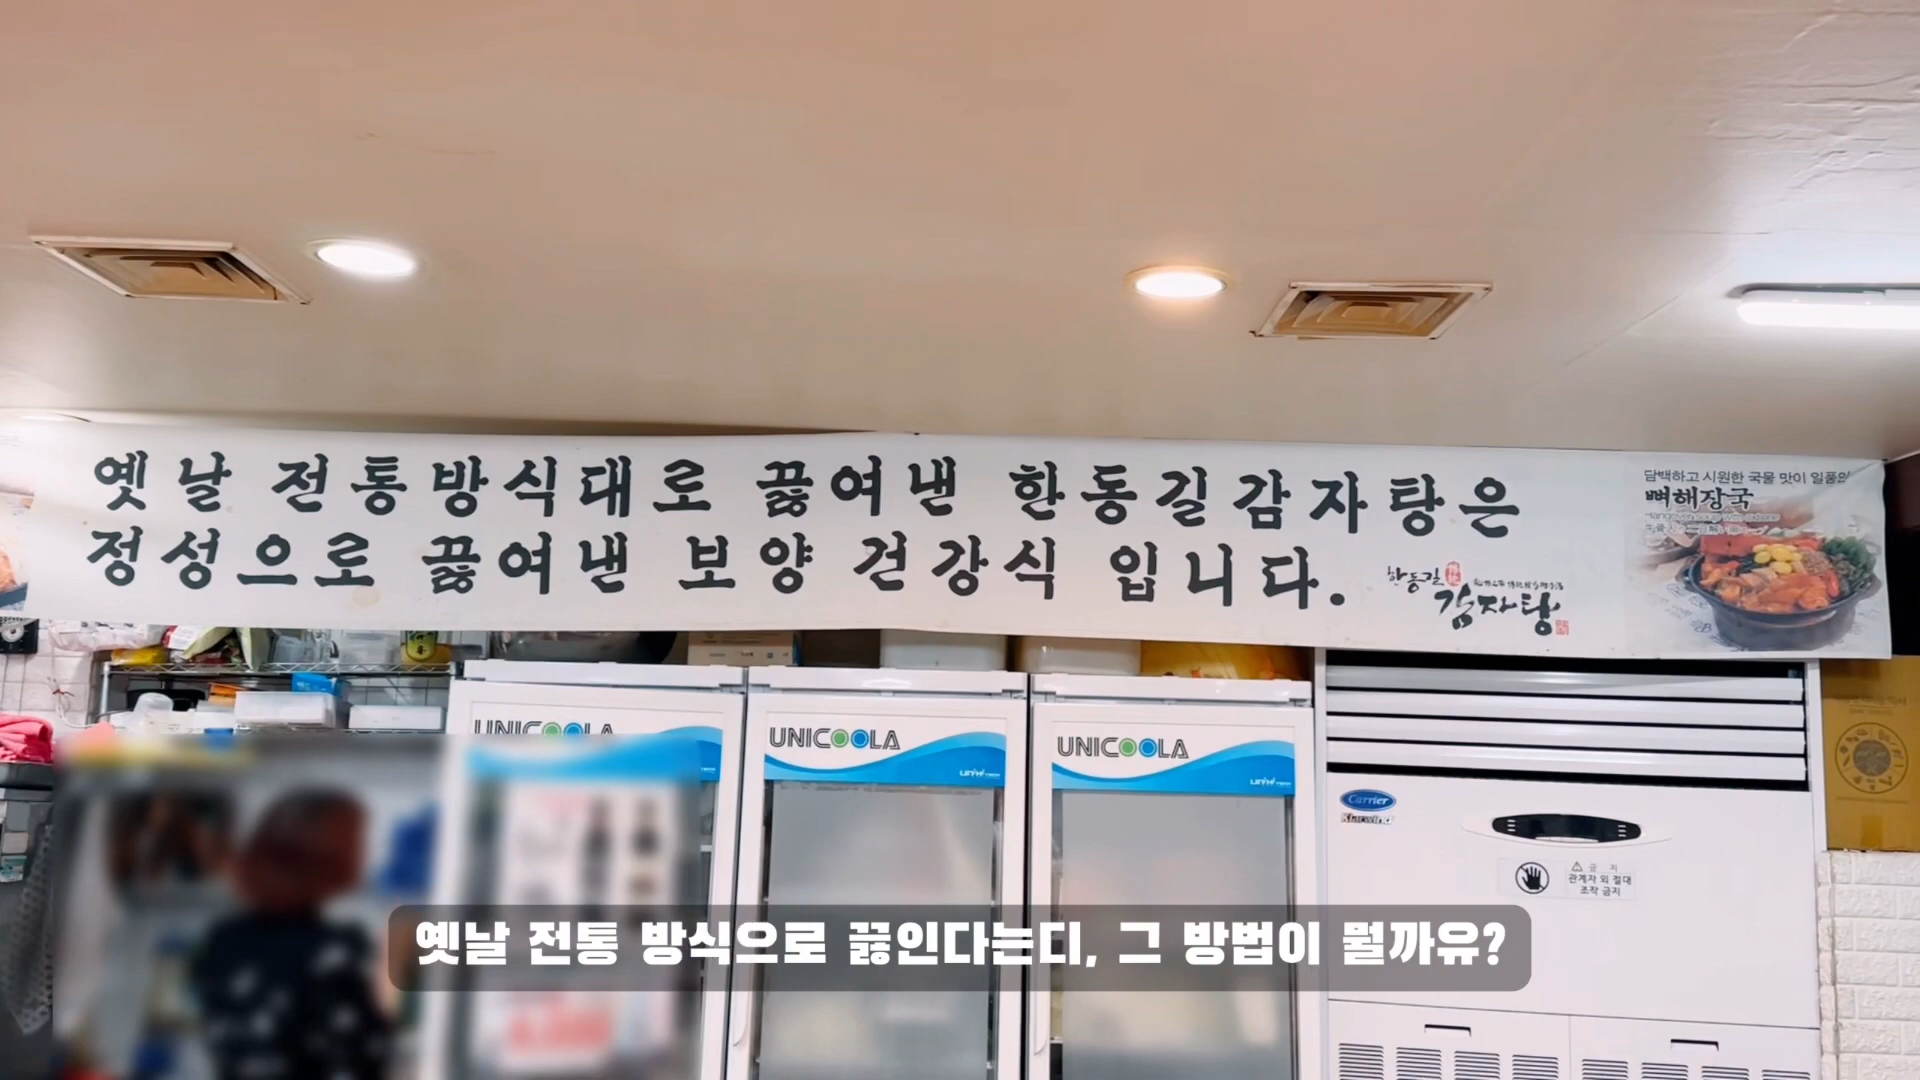 옛날 전통방식대로 끓여낸 한동길감자탕은
정성으로 끓여낸 보양 건강식 입니다.
한동길
감자탕
담백하고 시원한 국물 맛이 일품인
뼈해장국
UNICOOLA
UNICOOLA
UNICOOLA
Carrier
Klarwind
금 지
관계자 외 절대
조작 금지
옛날 전통 방식으로 끓인다는디, 그 방법이 뭘까유?